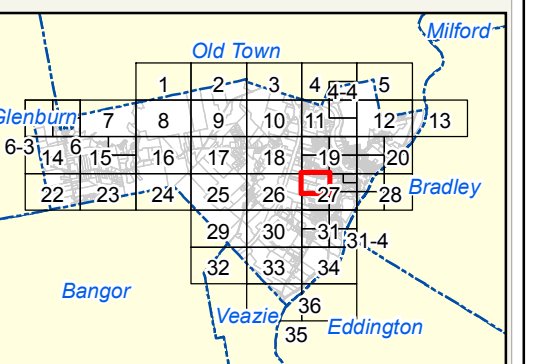 Milford
Old Town
1 2 3 4 4-4 5
Glenburn 7 8 9 10 11 12 13
6-3 14 6 15 16 17 18 19 20
22 23 24 25 26 27 28 Bradley
29 30 31 31-4
32 33 34
Bangor
36
Veazie 35 Eddington